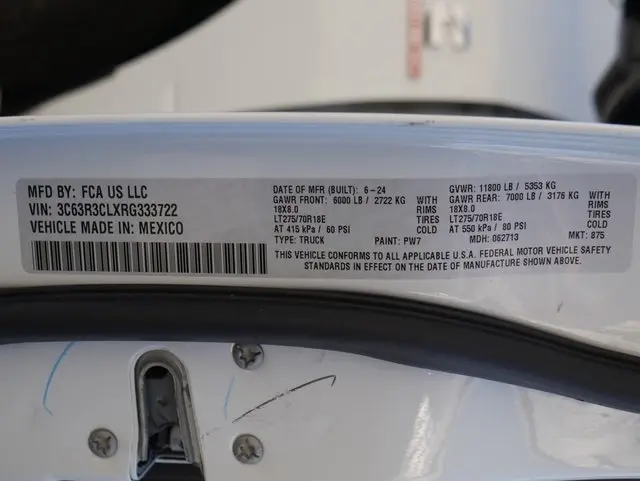 MFD BY: FCA US LLC
VIN: 3C63R3CLXRG333722
VEHICLE MADE IN: MEXICO
DATE OF MFR (BUILT): 6-24
GVWR: 11800 LB / 5353 KG
GAWR FRONT: 6000 LB / 2722 KG WITH
GAWR REAR: 7000 LB / 3176 KG WITH
18X8.0 RIMS
18X8.0 RIMS
LT275/70R18E TIRES
LT275/70R18E TIRES
AT 415 kPa / 60 PSI COLD
AT 550 kPa / 80 PSI COLD
TYPE: TRUCK PAINT: PW7 MDH: 062713 MKT: 875
THIS VEHICLE CONFORMS TO ALL APPLICABLE U.S.A. FEDERAL MOTOR VEHICLE SAFETY
STANDARDS IN EFFECT ON THE DATE OF MANUFACTURE SHOWN ABOVE.